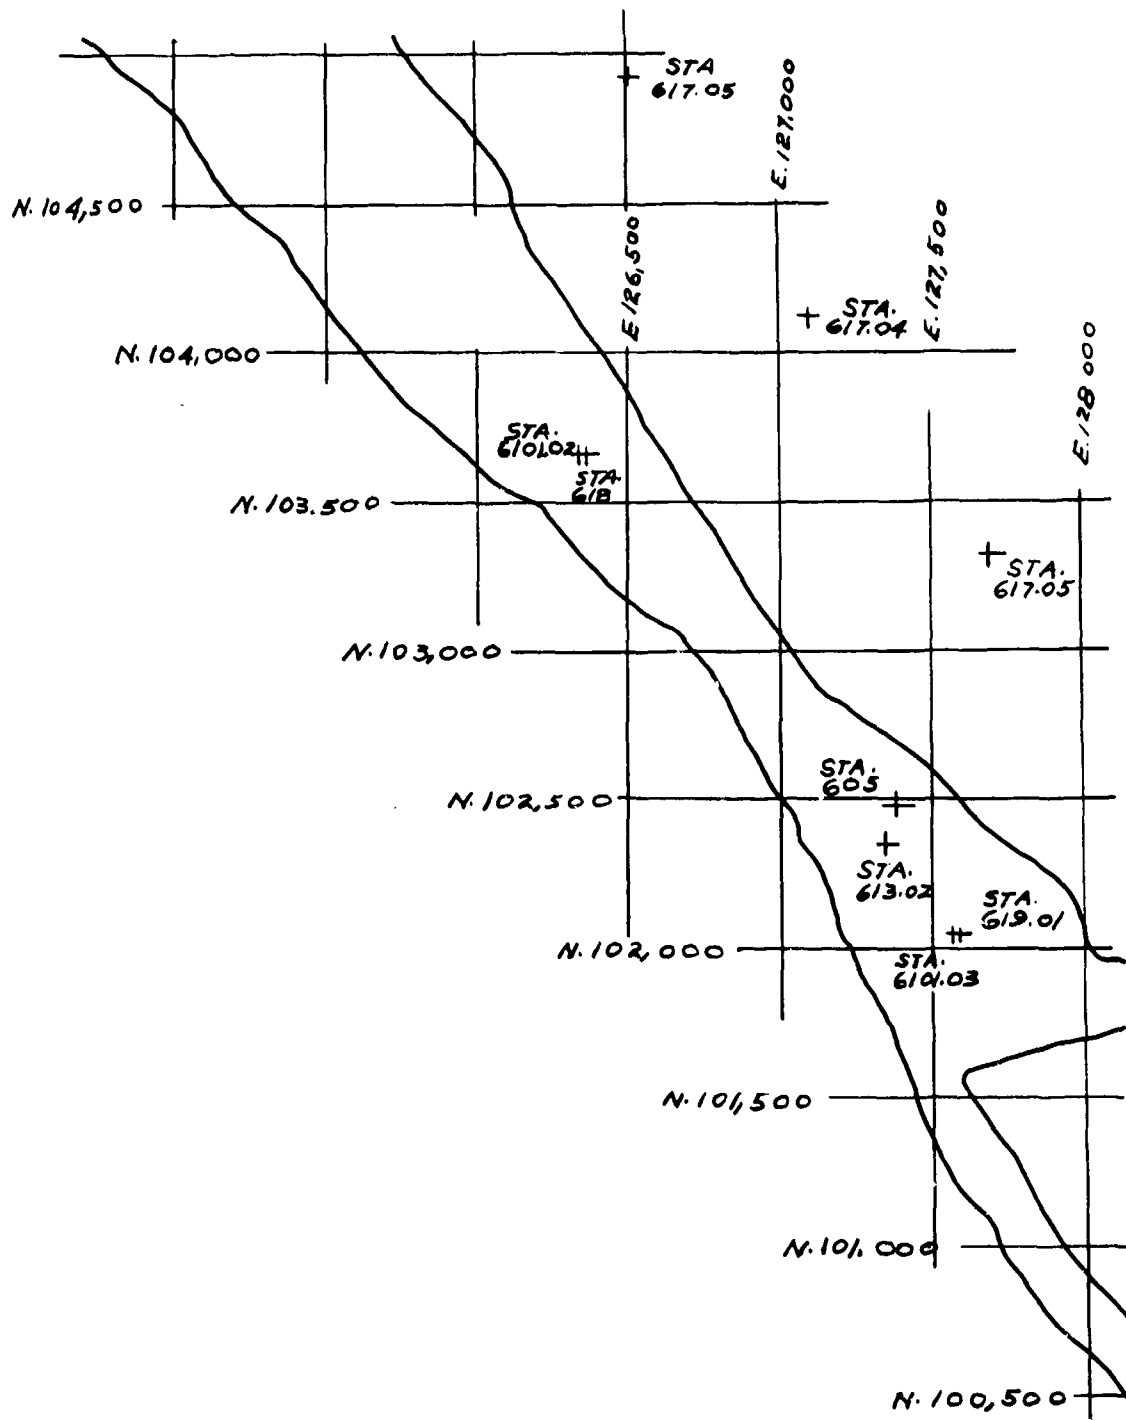 STA
617.05
E.127,000
N.104,500
E 126,500
E.127,500
STA.
617.04
N.104,000
E.128 000
STA.
6101.02
STA.
618
N.103.500
STA.
617.05
N.103,000
STA.
605
N.102,500
STA.
613.02
STA.
619.01
N.102,000
STA.
6101.03
N.101,500
N.101.000
N.100,500